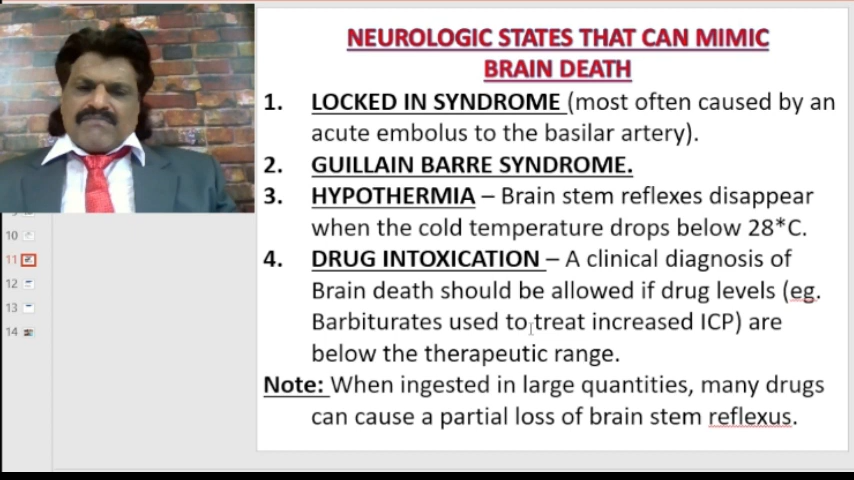 NEUROLOGIC STATES THAT CAN MIMIC
BRAIN DEATH
1. LOCKED IN SYNDROME (most often caused by an
acute embolus to the basilar artery).
2. GUILLAIN BARRE SYNDROME.
3. HYPOTHERMIA – Brain stem reflexes disappear
when the cold temperature drops below 28*C.
4. DRUG INTOXICATION – A clinical diagnosis of
Brain death should be allowed if drug levels (eg.
Barbiturates used to treat increased ICP) are
below the therapeutic range.
Note: When ingested in large quantities, many drugs
can cause a partial loss of brain stem reflexus.
10
11
12
13
14